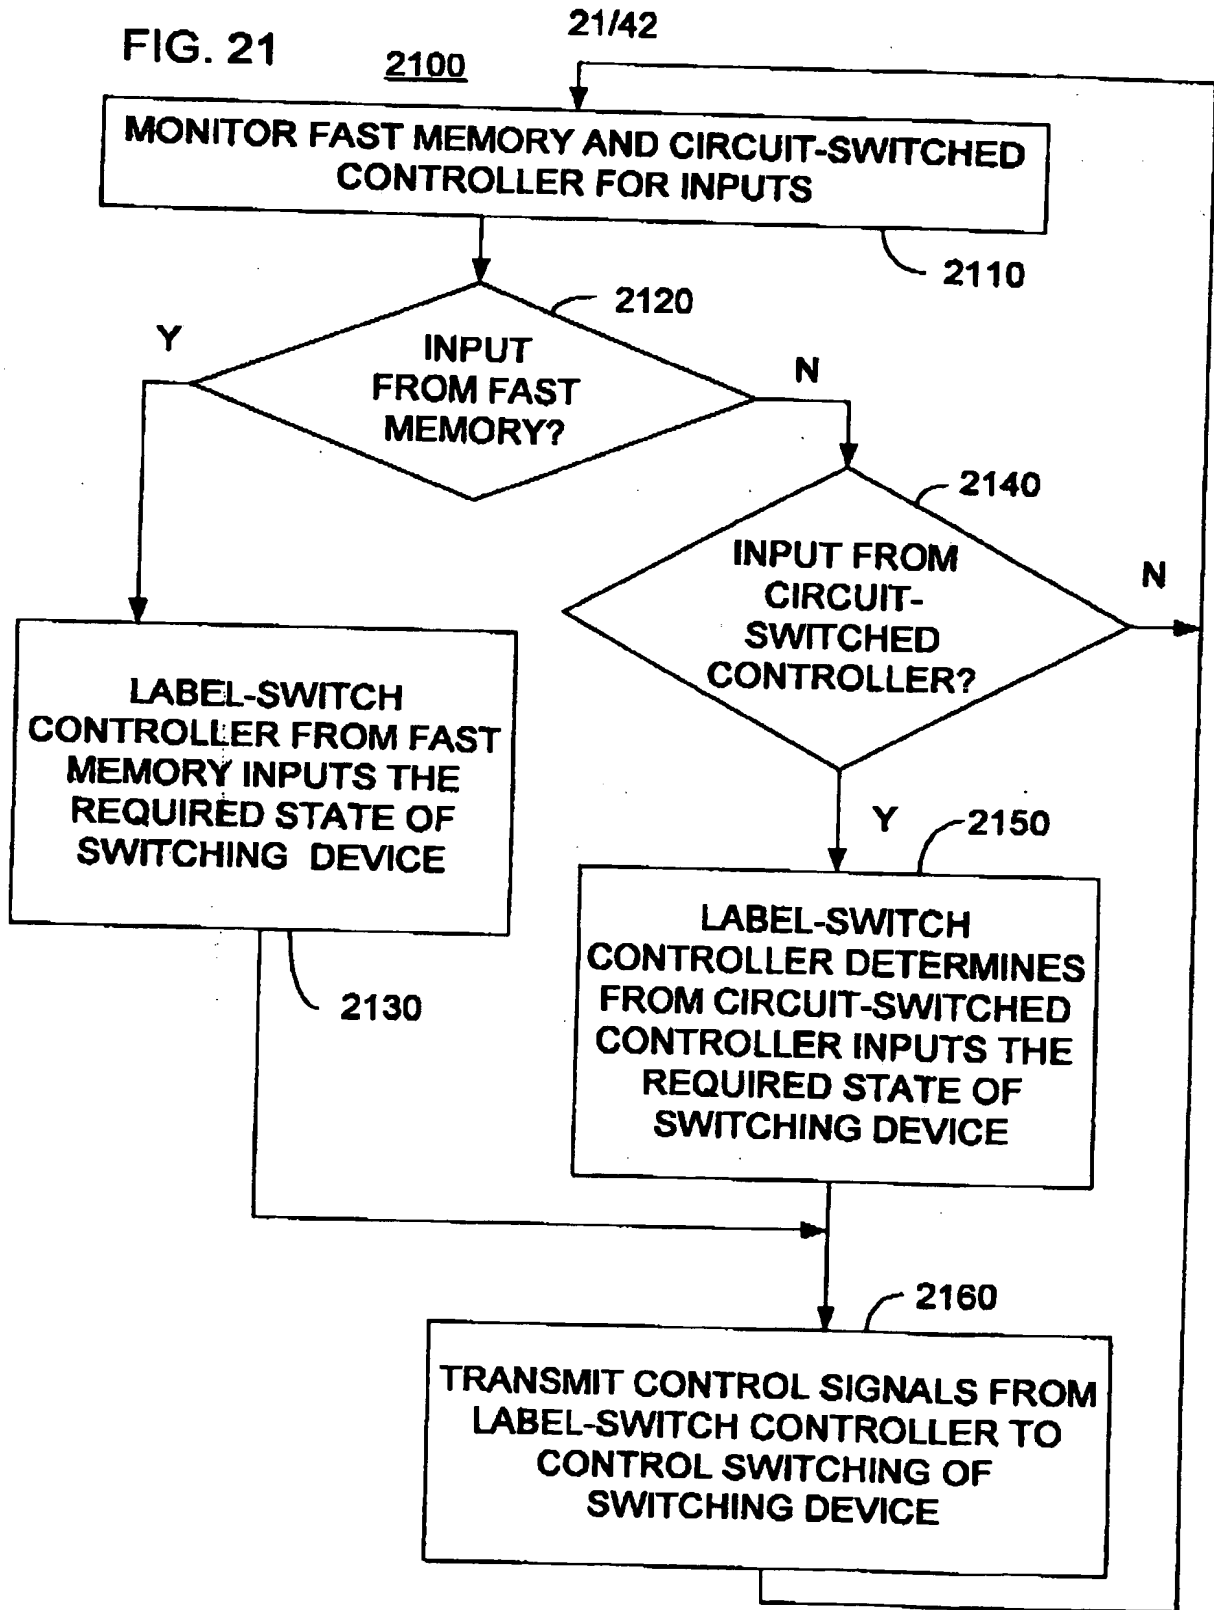 FIG. 21
21/42
2100
MONITOR FAST MEMORY AND CIRCUIT-SWITCHED
CONTROLLER FOR INPUTS
2110
2120
Y
INPUT
FROM FAST
MEMORY?
N
2140
INPUT FROM
CIRCUIT-
SWITCHED
CONTROLLER?
N
LABEL-SWITCH
CONTROLLER FROM FAST
MEMORY INPUTS THE
REQUIRED STATE OF
SWITCHING DEVICE
2130
Y
2150
LABEL-SWITCH
CONTROLLER DETERMINES
FROM CIRCUIT-SWITCHED
CONTROLLER INPUTS THE
REQUIRED STATE OF
SWITCHING DEVICE
2160
TRANSMIT CONTROL SIGNALS FROM
LABEL-SWITCH CONTROLLER TO
CONTROL SWITCHING OF
SWITCHING DEVICE